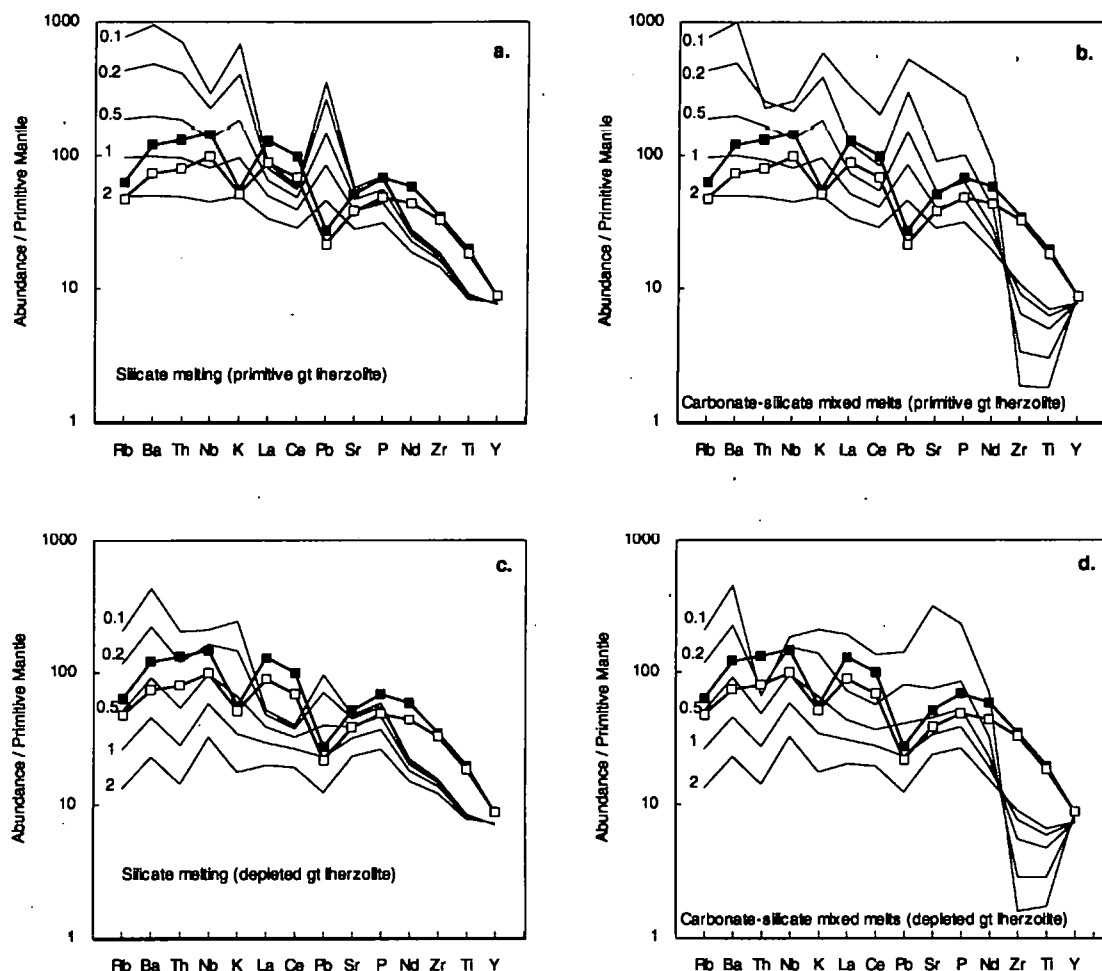 1000
100
10
1
Abundance / Primitive Mantle
a.
0.1
0.2
0.5
1
2
Silicate melting (primitive gt lherzolite)
Rb Ba Th Nb K La Ce Pb Sr P Nd Zr Ti Y
1000
100
10
1
Abundance / Primitive Mantle
b.
0.1
0.2
0.5
1
2
Carbonate-silicate mixed melts (primitive gt lherzolite)
Rb Ba Th Nb K La Ce Pb Sr P Nd Zr Ti Y
1000
100
10
1
Abundance / Primitive Mantle
c.
0.1
0.2
0.5
1
2
Silicate melting (depleted gt lherzolite)
Rb Ba Th Nb K La Ce Pb Sr P Nd Zr Ti Y
1000
100
10
1
Abundance / Primitive Mantle
d.
0.1
0.2
0.5
1
2
Carbonate-silicate mixed melts (depleted gt lherzolite)
Rb Ba Th Nb K La Ce Pb Sr P Nd Zr Ti Y